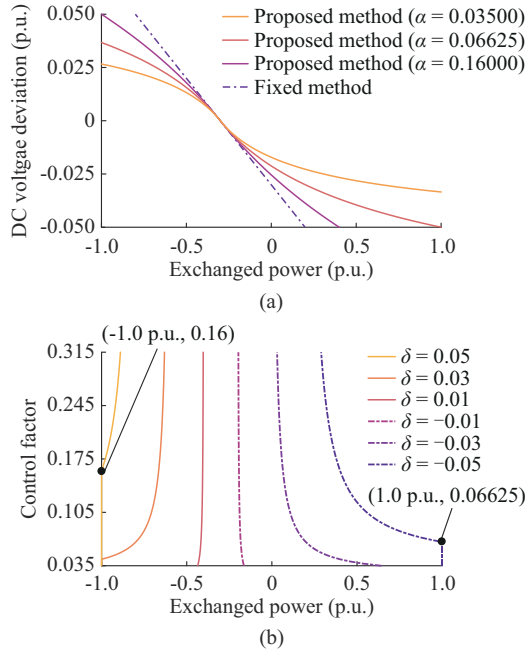 0.050
0.025
0
-0.025
-0.050
DC voltgae deviation (p.u.)
Proposed method (α = 0.03500)
Proposed method (α = 0.06625)
Proposed method (α = 0.16000)
Fixed method
-1.0 -0.5 0 0.5 1.0
Exchanged power (p.u.)
(a)
(-1.0 p.u., 0.16)
0.315
0.245
0.175
0.105
0.035
Control factor
δ = 0.05
δ = 0.03
δ = 0.01
δ = −0.01
δ = −0.03
δ = −0.05
(1.0 p.u., 0.06625)
-1.0 -0.5 0 0.5 1.0
Exchanged power (p.u.)
(b)